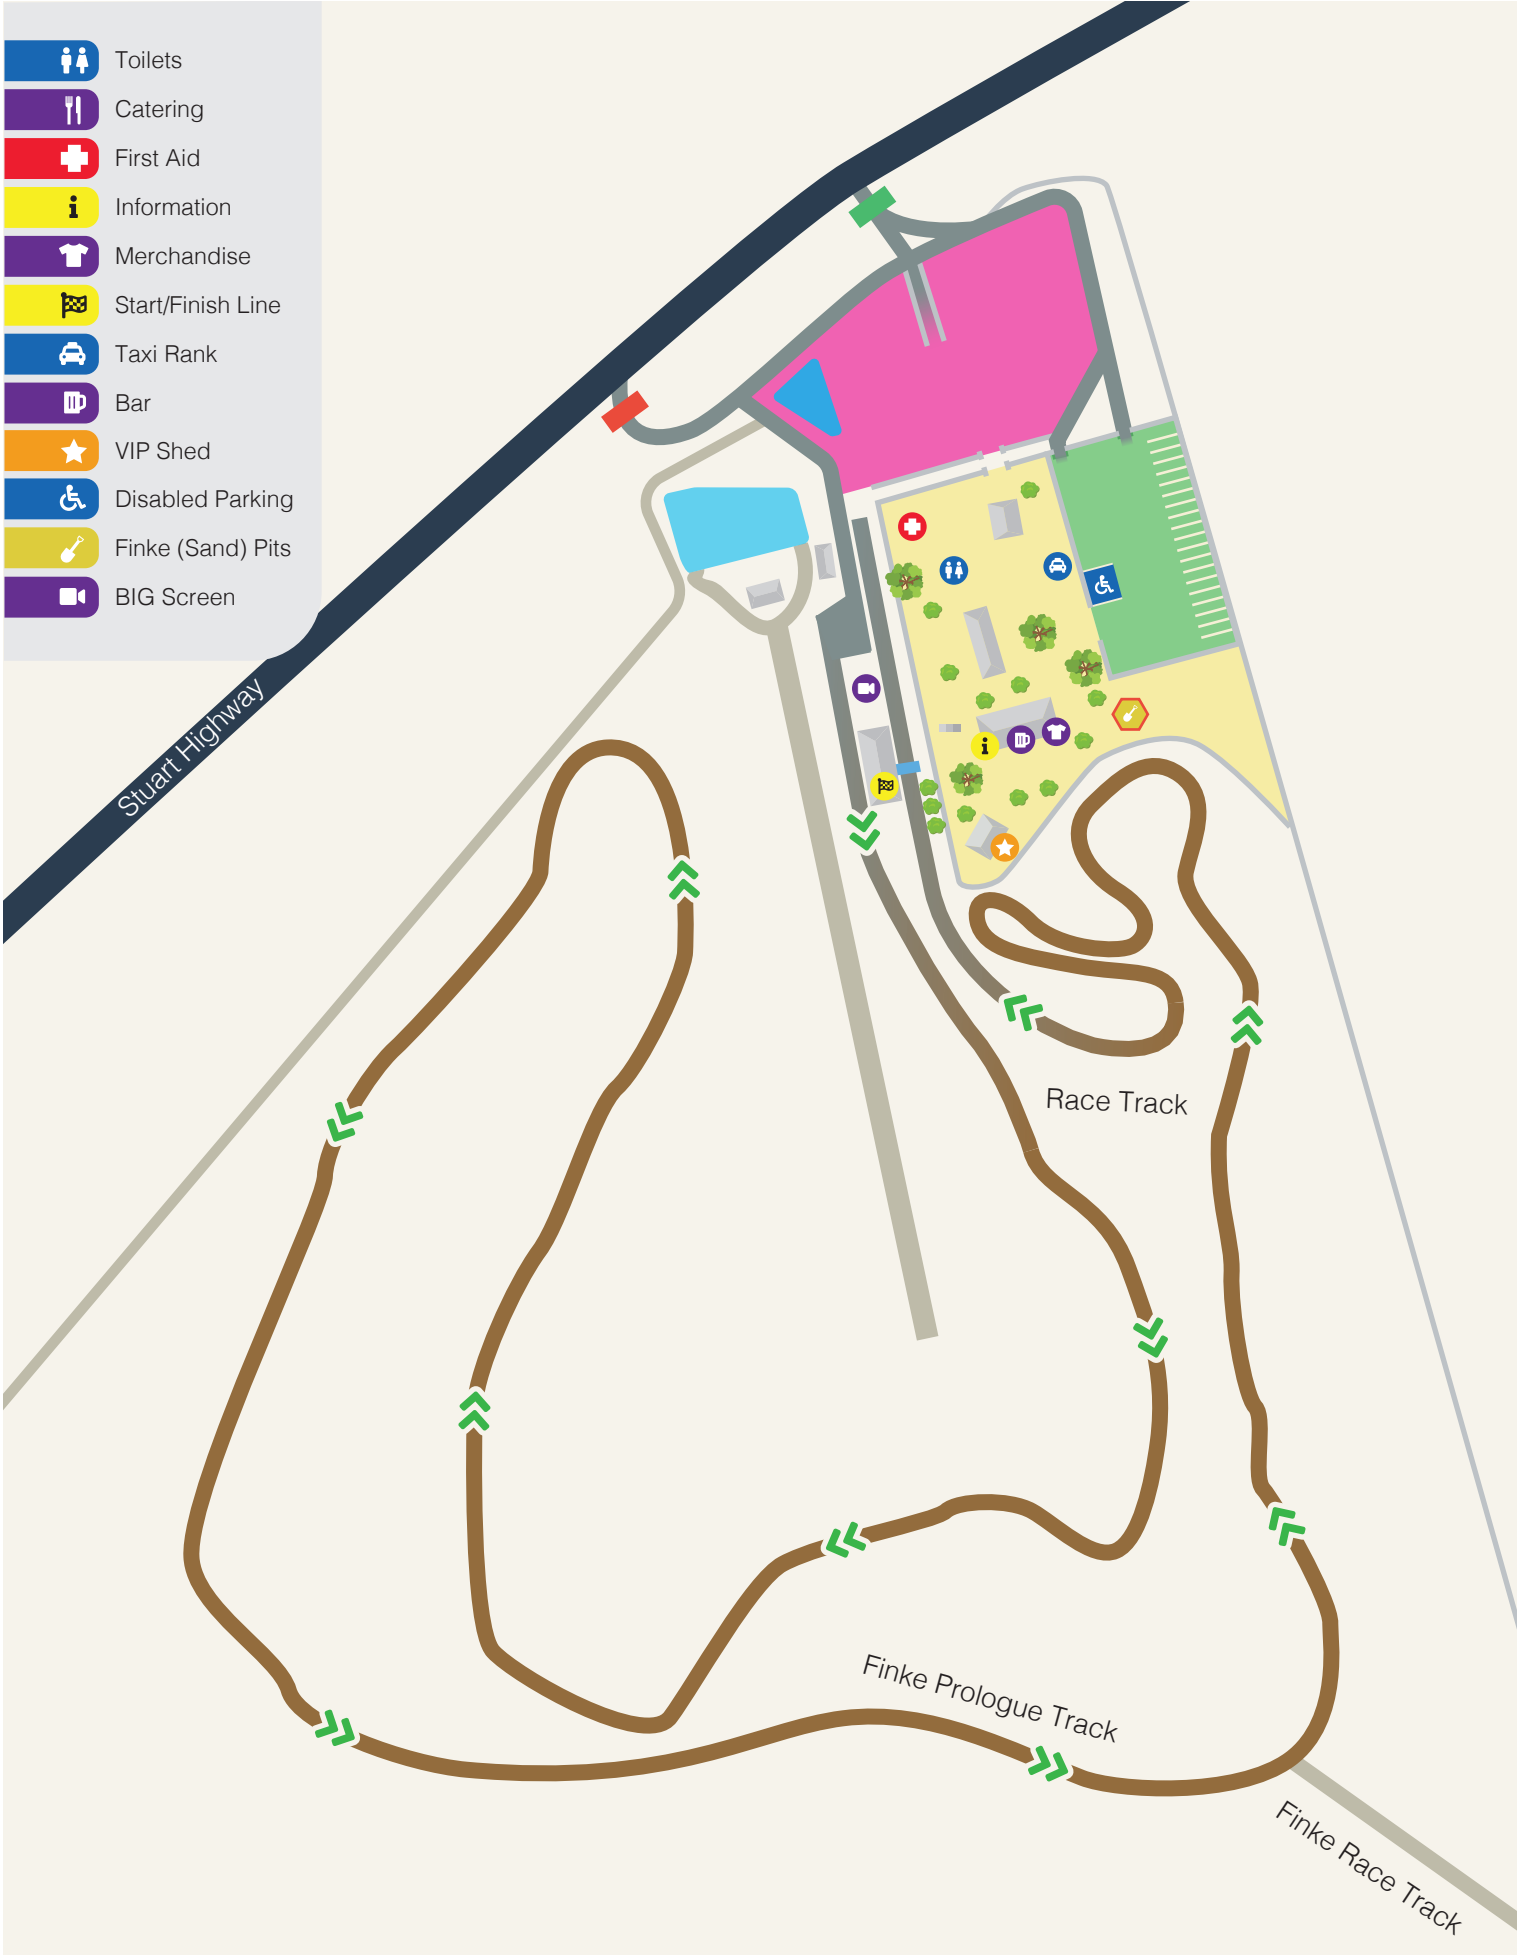 Toilets
Catering
First Aid
Information
Merchandise
Start/Finish Line
Taxi Rank
Bar
VIP Shed
Disabled Parking
Finke (Sand) Pits
BIG Screen
Stuart Highway
Race Track
Finke Prologue Track
Finke Race Track